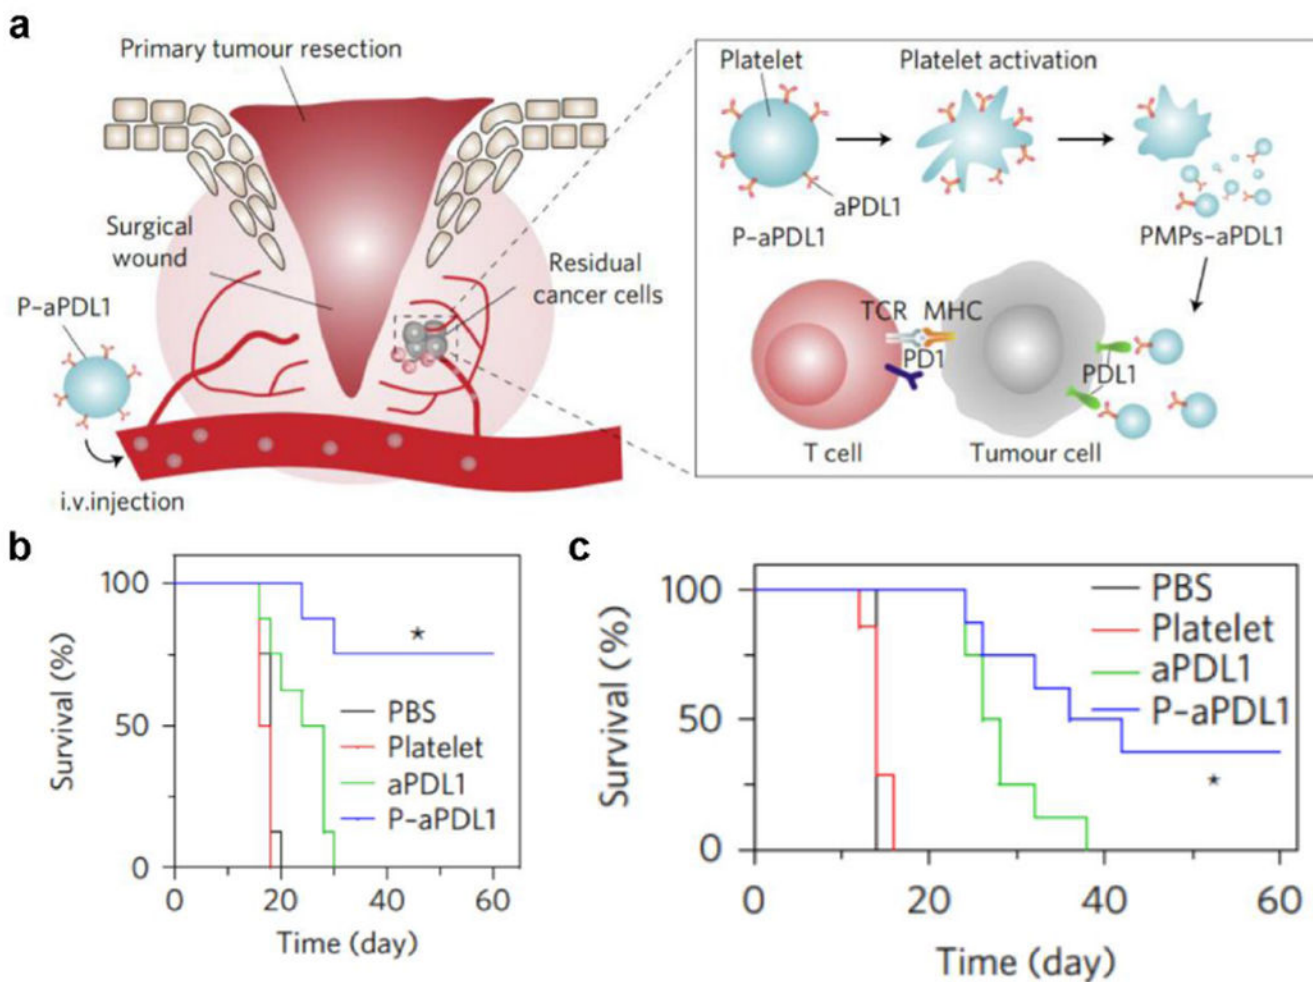 a
Primary tumour resection
Surgical
wound
Residual
cancer cells
P-aPDL1
i.v.injection
Platelet
Platelet activation
aPDL1
P-aPDL1
PMPs-aPDL1
TCR MHC
PD1
PDL1
T cell
Tumour cell
b
100
50
0
Survival (%)
0 20 40 60
Time (day)
*
PBS
Platelet
aPDL1
P-aPDL1
c
100
50
0
Survival (%)
0 20 40 60
Time (day)
PBS
Platelet
aPDL1
P-aPDL1
*